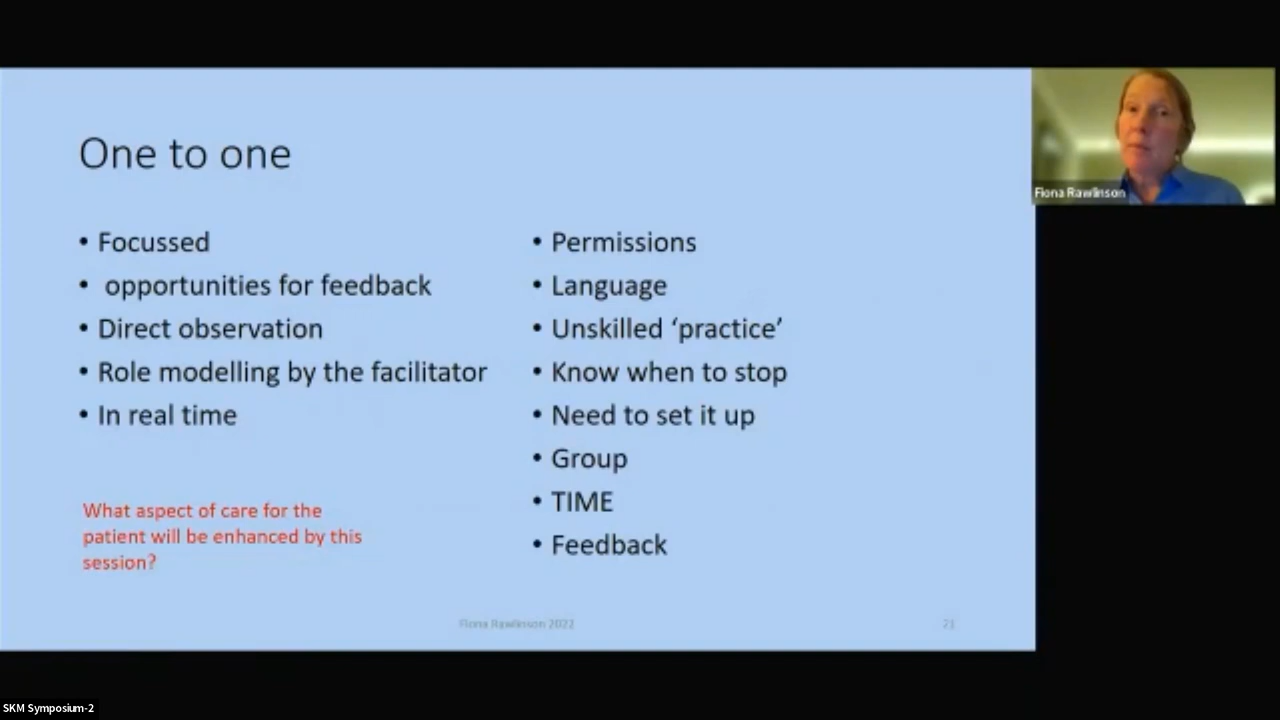 One to one
• Focussed
• opportunities for feedback
• Direct observation
• Role modelling by the facilitator
• In real time
What aspect of care for the
patient will be enhanced by this
session?
• Permissions
• Language
• Unskilled ‘practice’
• Know when to stop
• Need to set it up
• Group
• TIME
• Feedback
Fiona Rawlinson 2022
21
Fiona Rawlinson
SKM Symposium-2